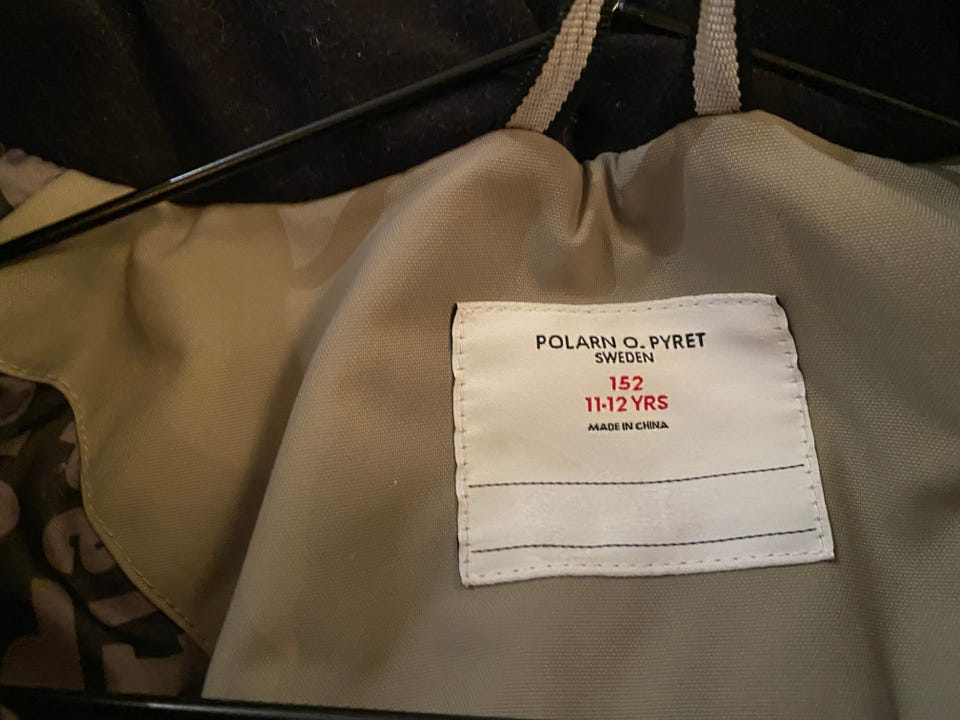 POLARN O. PYRET
SWEDEN
152
11-12 YRS
MADE IN CHINA